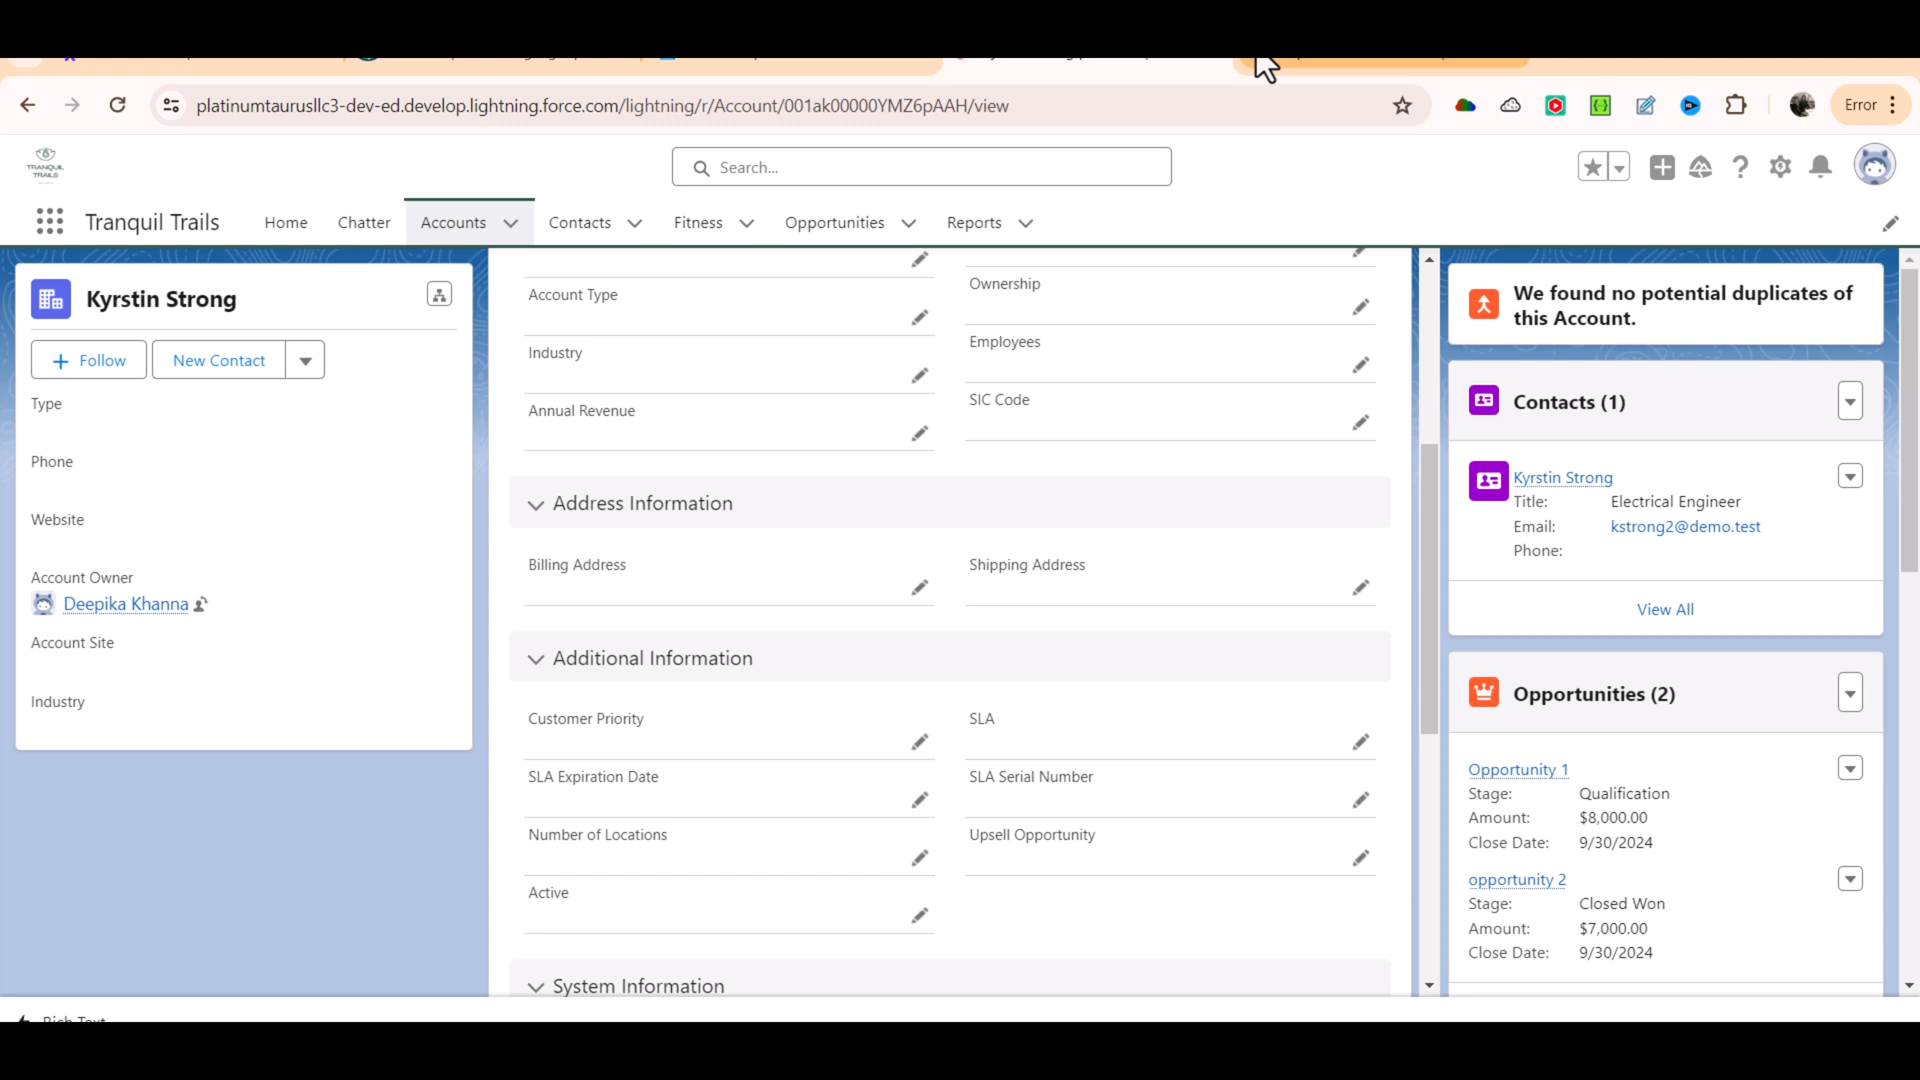 platinumtaurusllc3-dev-ed.develop.lightning.force.com/lightning/r/Account/001ak00000YMZ6pAAH/view
Error
TRANQUIL
TRAILS
Search...
Tranquil Trails
Home
Chatter
Accounts
Contacts
Fitness
Opportunities
Reports
Kyrstin Strong
Follow
New Contact
Type
Phone
Website
Account Owner
Deepika Khanna
Account Site
Industry
Account Type
Ownership
Industry
Employees
Annual Revenue
SIC Code
Address Information
Billing Address
Shipping Address
Additional Information
Customer Priority
SLA
SLA Expiration Date
SLA Serial Number
Number of Locations
Upsell Opportunity
Active
System Information
We found no potential duplicates of
this Account.
Contacts (1)
Kyrstin Strong
Title: Electrical Engineer
Email: kstrong2@demo.test
Phone:
View All
Opportunities (2)
Opportunity 1
Stage: Qualification
Amount: $8,000.00
Close Date: 9/30/2024
opportunity 2
Stage: Closed Won
Amount: $7,000.00
Close Date: 9/30/2024
Rich Text